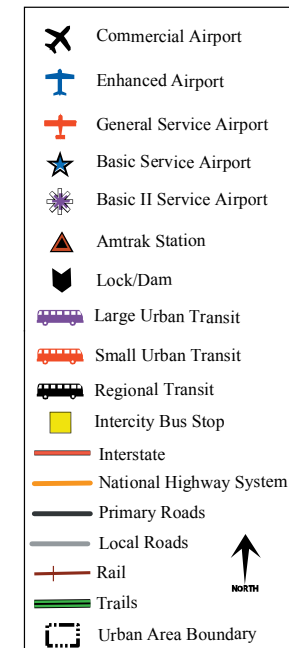 Commercial Airport
Enhanced Airport
General Service Airport
Basic Service Airport
Basic II Service Airport
Amtrak Station
Lock/Dam
Large Urban Transit
Small Urban Transit
Regional Transit
Intercity Bus Stop
Interstate
National Highway System
Primary Roads
Local Roads
Rail
NORTH
Trails
Urban Area Boundary